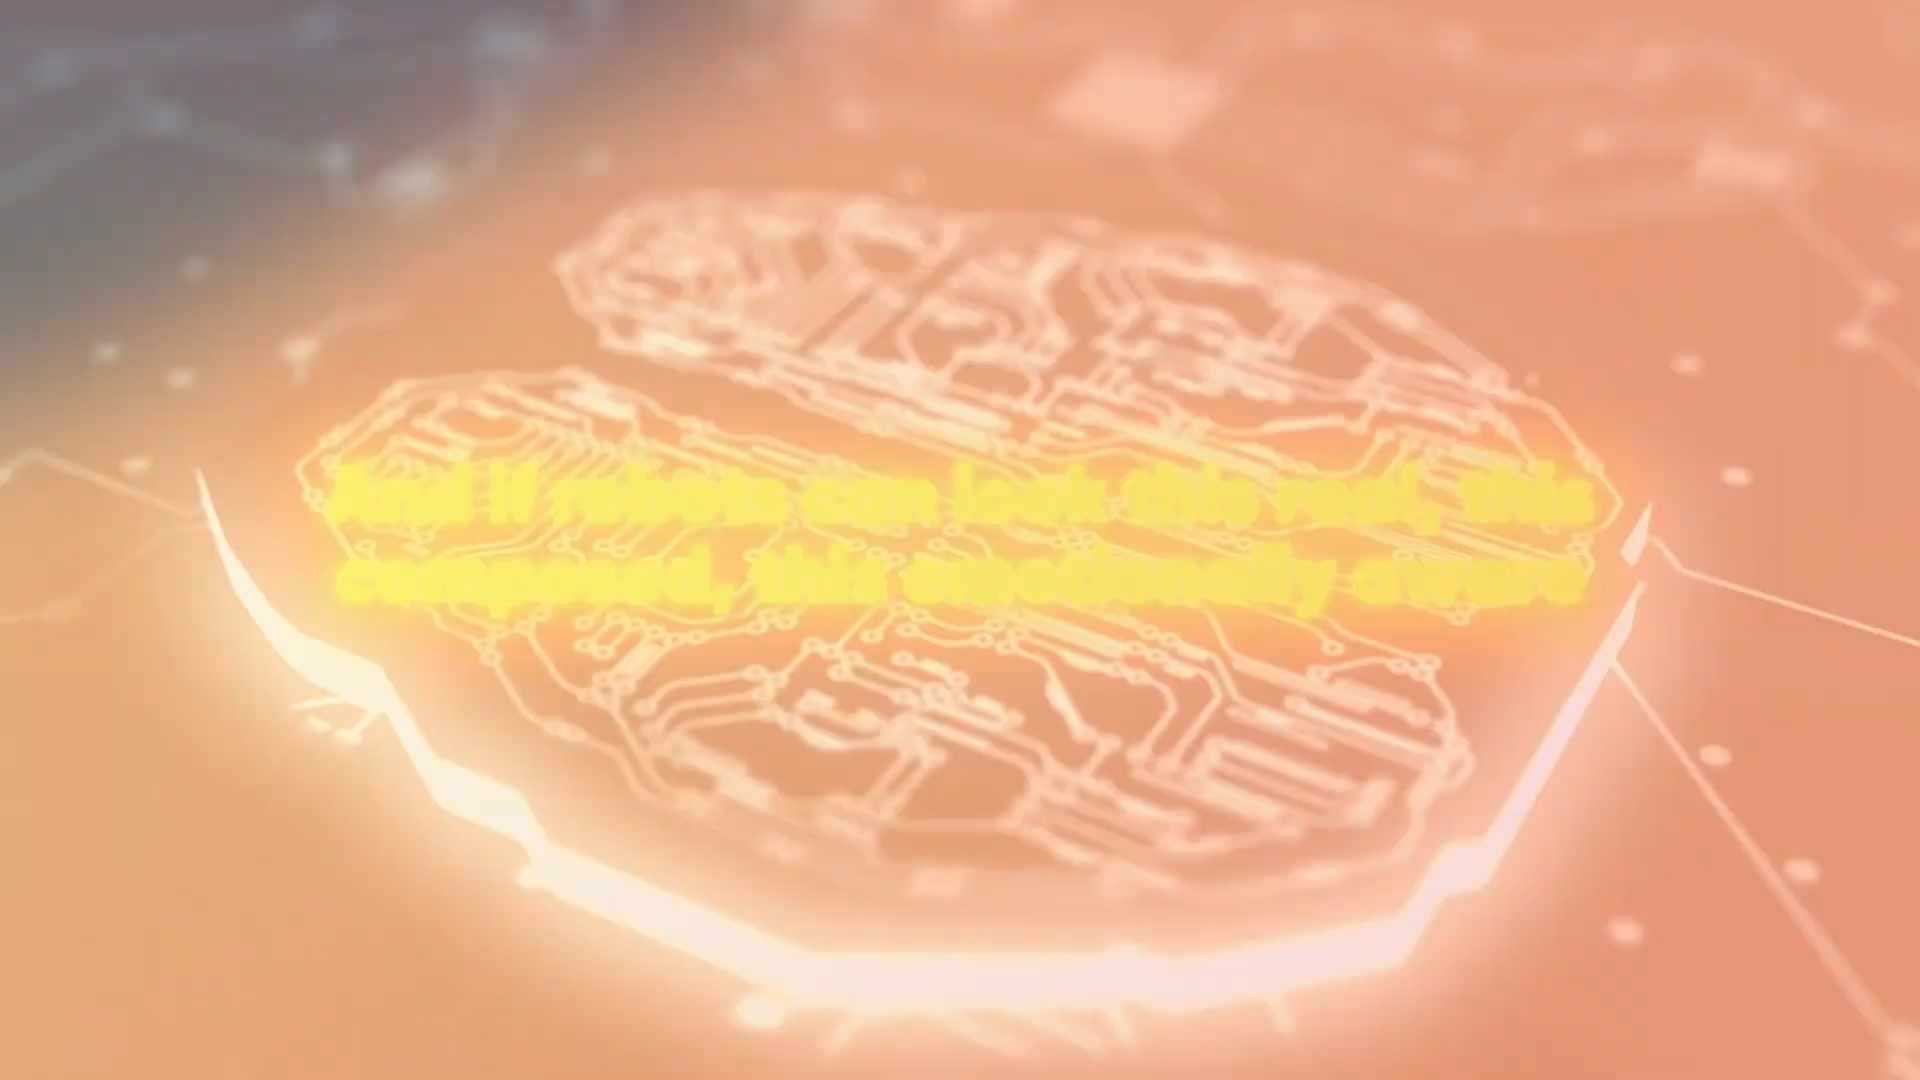 And if robots can look this real, this
composed, this emotionally aware